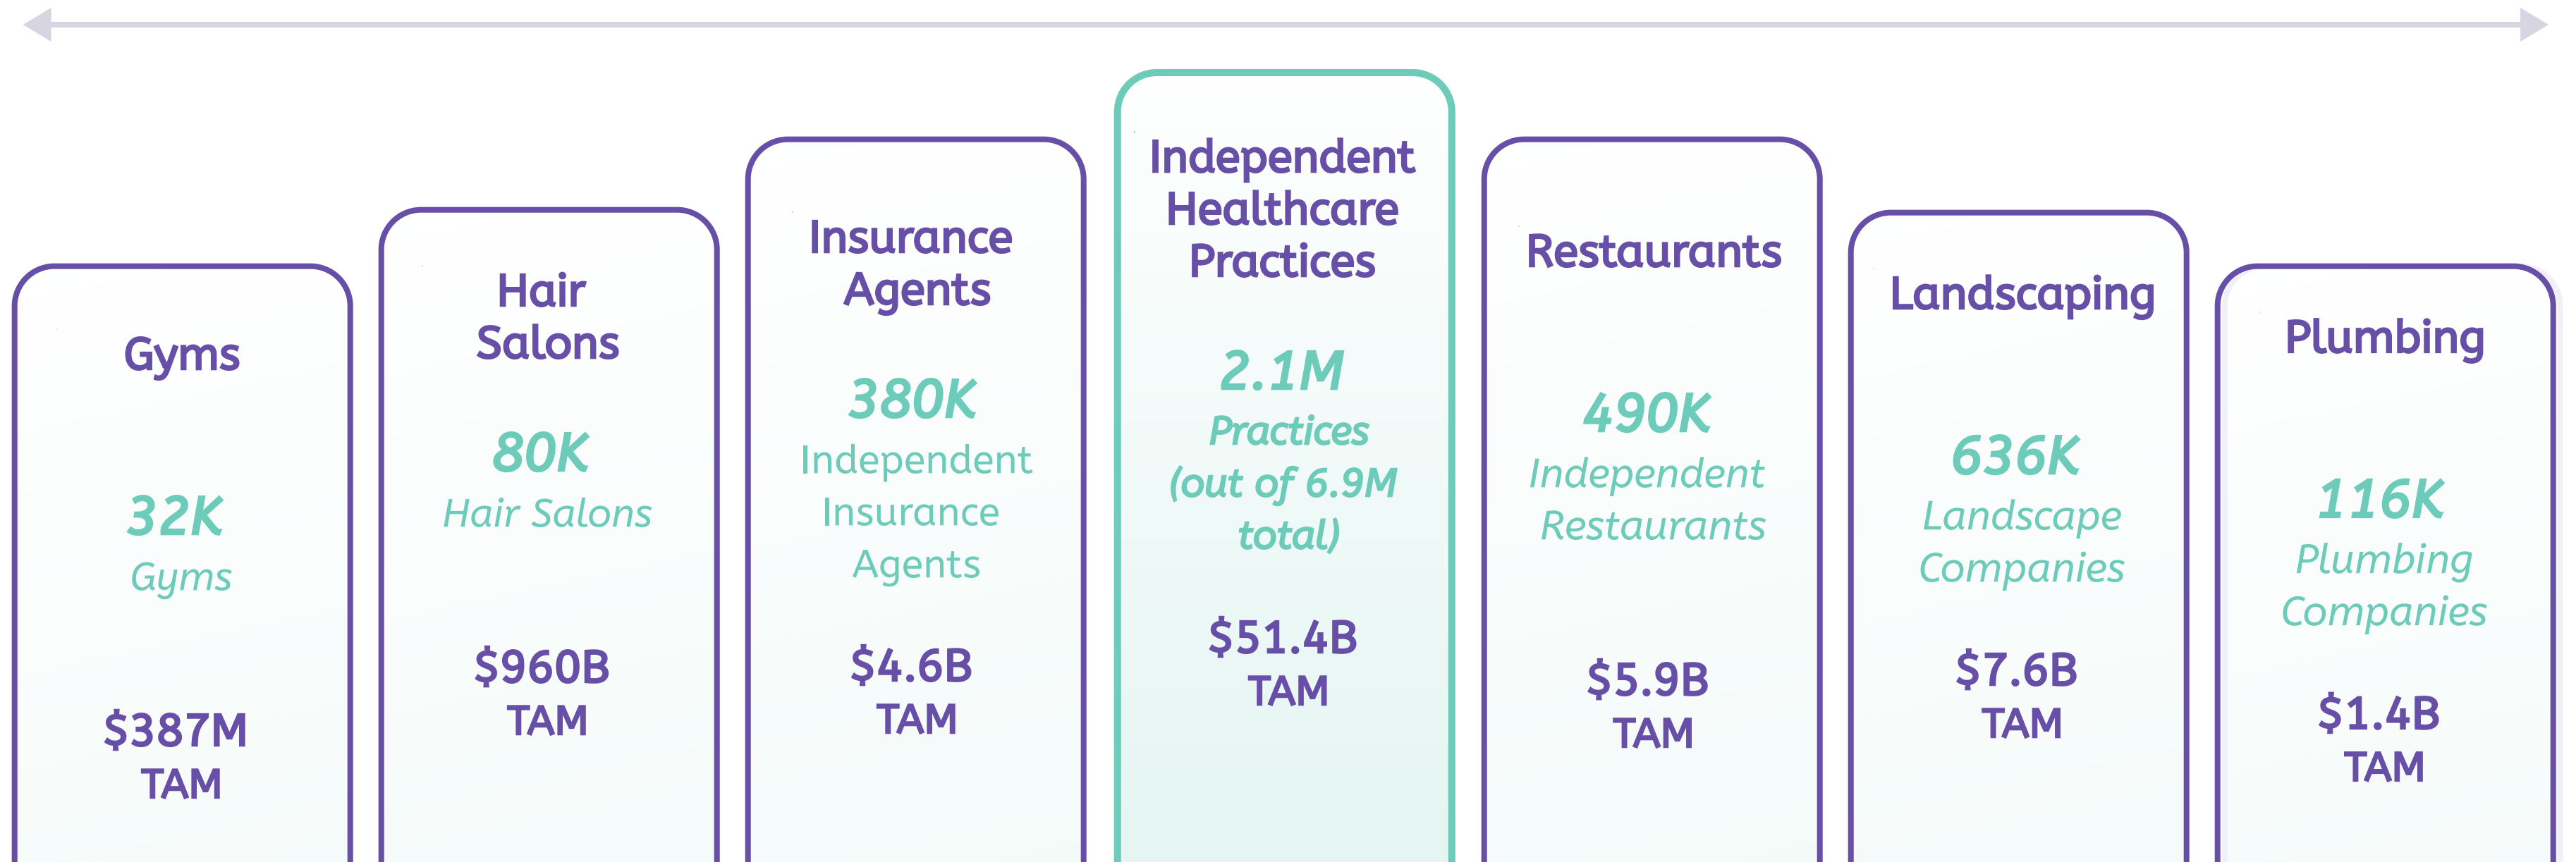 Gyms
32K
Gyms
$387M
TAM
Hair
Salons
80K
Hair Salons
$960B
TAM
Insurance
Agents
380K
Independent
Insurance
Agents
$4.6B
TAM
Independent
Healthcare
Practices
2.1M
Practices
(out of 6.9M
total)
$51.4B
TAM
Restaurants
490K
Independent
Restaurants
$5.9B
TAM
Landscaping
636K
Landscape
Companies
$7.6B
TAM
Plumbing
116K
Plumbing
Companies
$1.4B
TAM